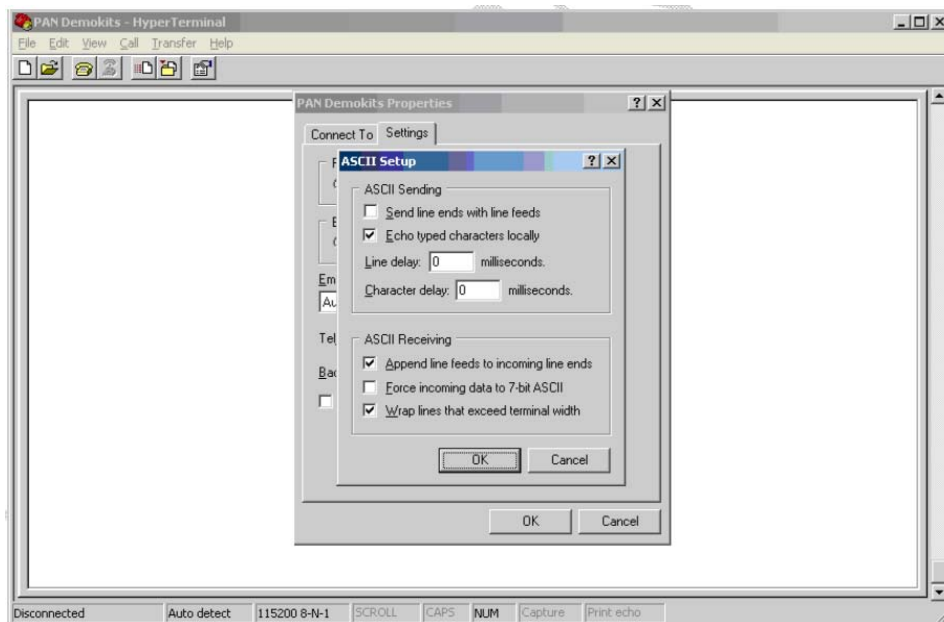 PAN Demokits - HyperTerminal
File Edit View Call Transfer Help
PAN Demokits Properties
Connect To Settings
ASCII Setup
ASCII Sending
Send line ends with line feeds
Echo typed characters locally
Line delay: 0 milliseconds.
Character delay: 0 milliseconds.
ASCII Receiving
Append line feeds to incoming line ends
Force incoming data to 7-bit ASCII
Wrap lines that exceed terminal width
OK Cancel
OK Cancel
Disconnected Auto detect 115200 8-N-1 SCROLL CAPS NUM Capture Print echo